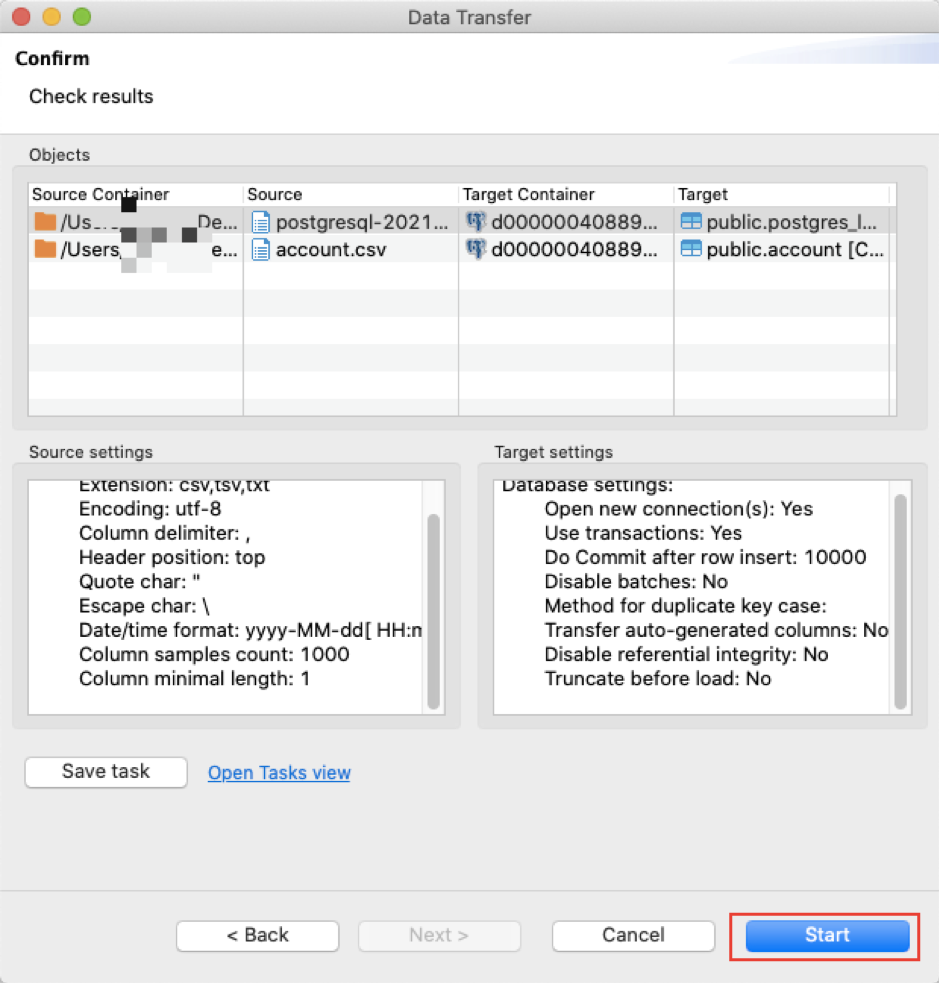 Data Transfer
Confirm
Check results
Objects
Source Container Source Target Container Target
/Us... De... postgresql-2021... d00000040889... public.postgres_l...
/Users e... account.csv d00000040889... public.account [C...
Source settings Target settings
Extension: csv,tsv,txt Database settings:
Encoding: utf-8 Open new connection(s): Yes
Column delimiter: , Use transactions: Yes
Header position: top Do Commit after row insert: 10000
Quote char: " Disable batches: No
Escape char: \ Method for duplicate key case:
Date/time format: yyyy-MM-dd[ HH:m Transfer auto-generated columns: No
Column samples count: 1000 Disable referential integrity: No
Column minimal length: 1 Truncate before load: No
Save task Open Tasks view
< Back Next > Cancel Start